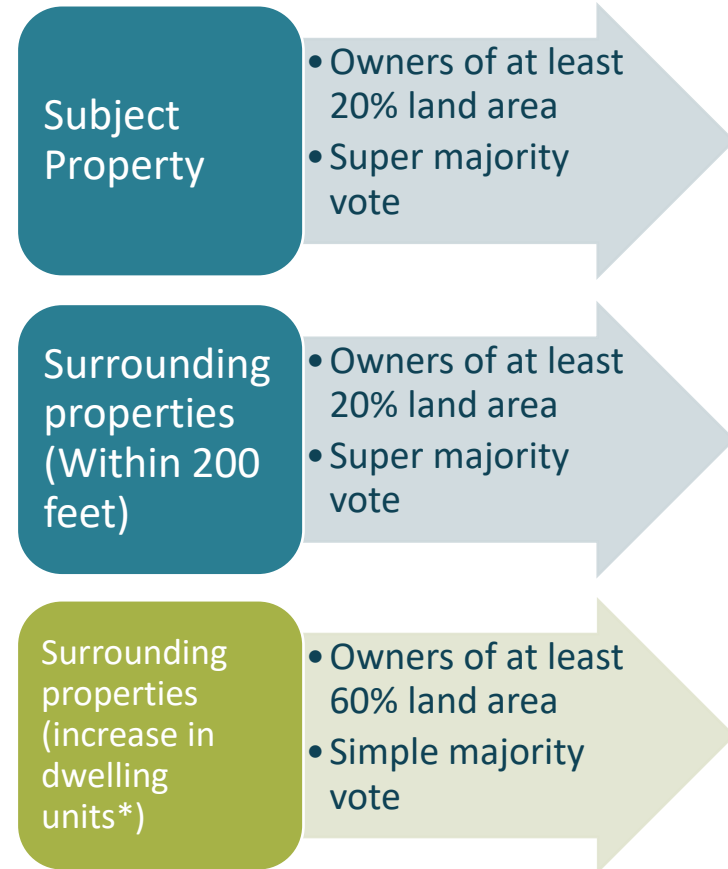 Subject
Property
• Owners of at least
20% land area
• Super majority
vote
Surrounding
properties
(Within 200
feet)
• Owners of at least
20% land area
• Super majority
vote
Surrounding
properties
(increase in
dwelling
units*)
• Owners of at least
60% land area
• Simple majority
vote